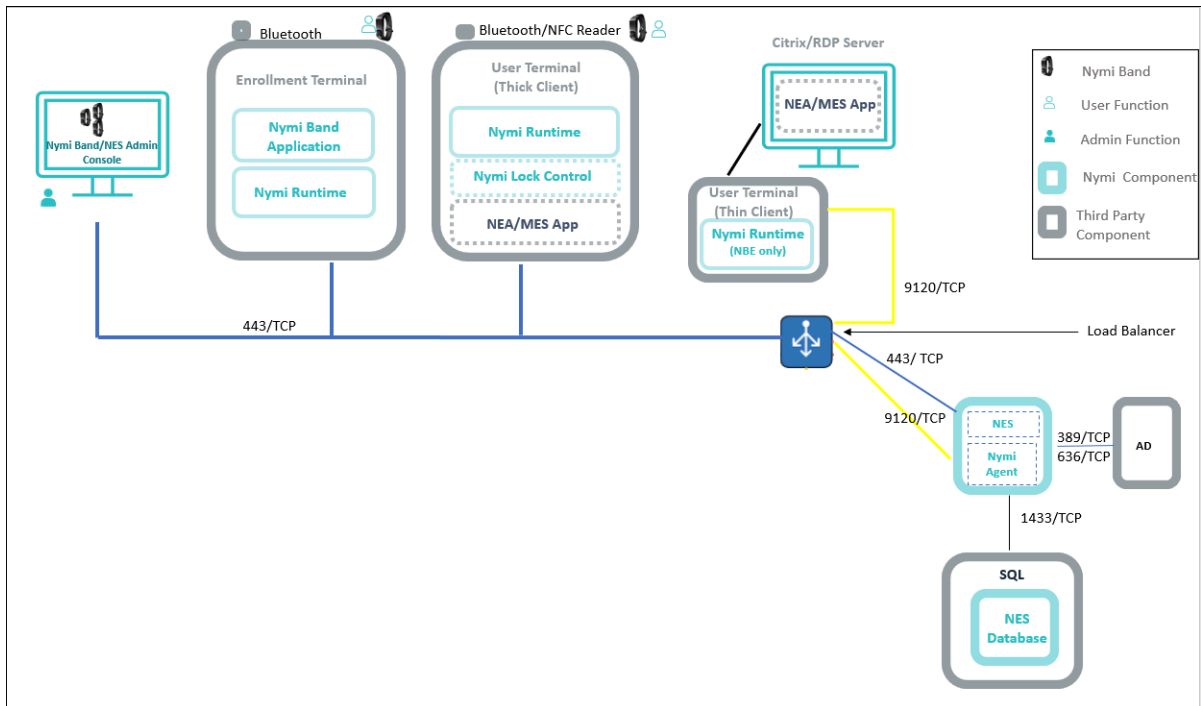 Bluetooth
Bluetooth/NFC Reader
Citrix/RDP Server
Enrollment Terminal
User Terminal
(Thick Client)
NEA/MES App
Nymi Band
User Function
Admin Function
Nymi Component
Third Party
Component
Nymi Band/NES Admin
Console
Nymi Band
Application
Nymi Runtime
Nymi Runtime
Nymi Lock Control
NEA/MES App
User Terminal
(Thin Client)
Nymi Runtime
(NBE only)
9120/TCP
443/TCP
Load Balancer
443/ TCP
9120/TCP
NES
Nymi
Agent
389/TCP
636/TCP
AD
1433/TCP
SQL
NES
Database